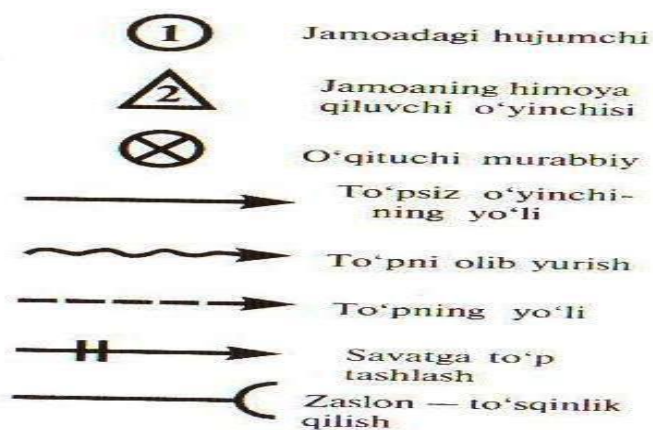 1
Jamoadagi hujumchi
2
Jamoaning himoya
qiluvchi o‘yinchisi
O‘qituchi murabbiy
To‘psiz o‘yinchi-
ning yo‘li
To‘pni olib yurish
To‘pning yo‘li
Savatga to‘p
tashlash
Zaslon — to‘sqinlik
qilish